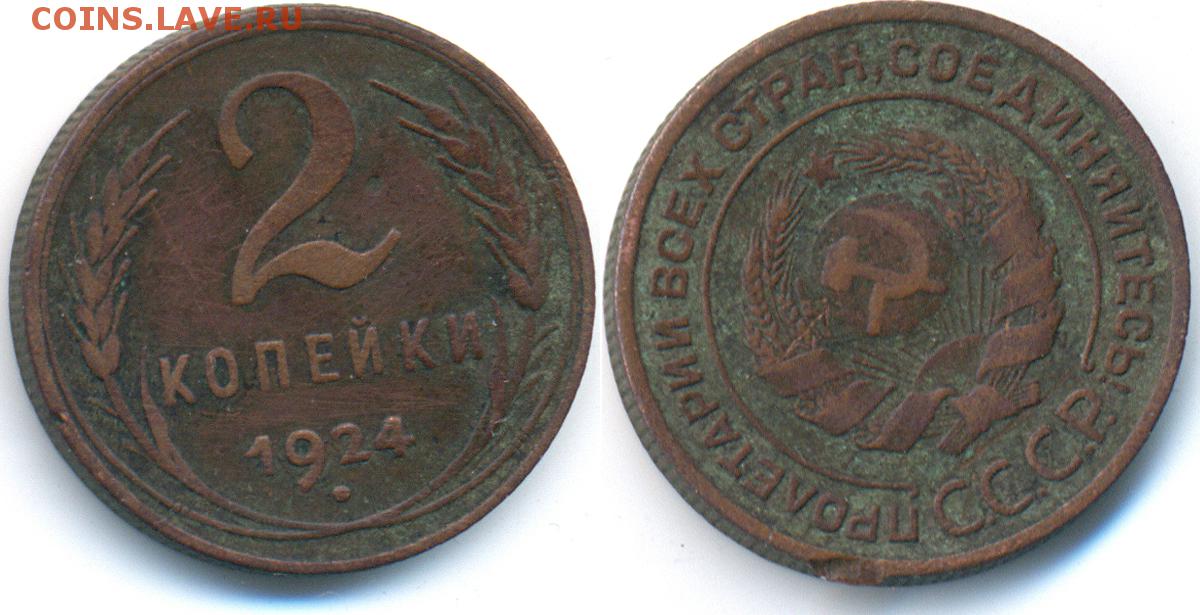 COINS.LAVE.RU
2
КОПЕЙКИ
1924
ПРОЛЕТАРИИ ВСЕХ СТРАН, СОЕДИНЯЙТЕСЬ!
С.С.С.Р.